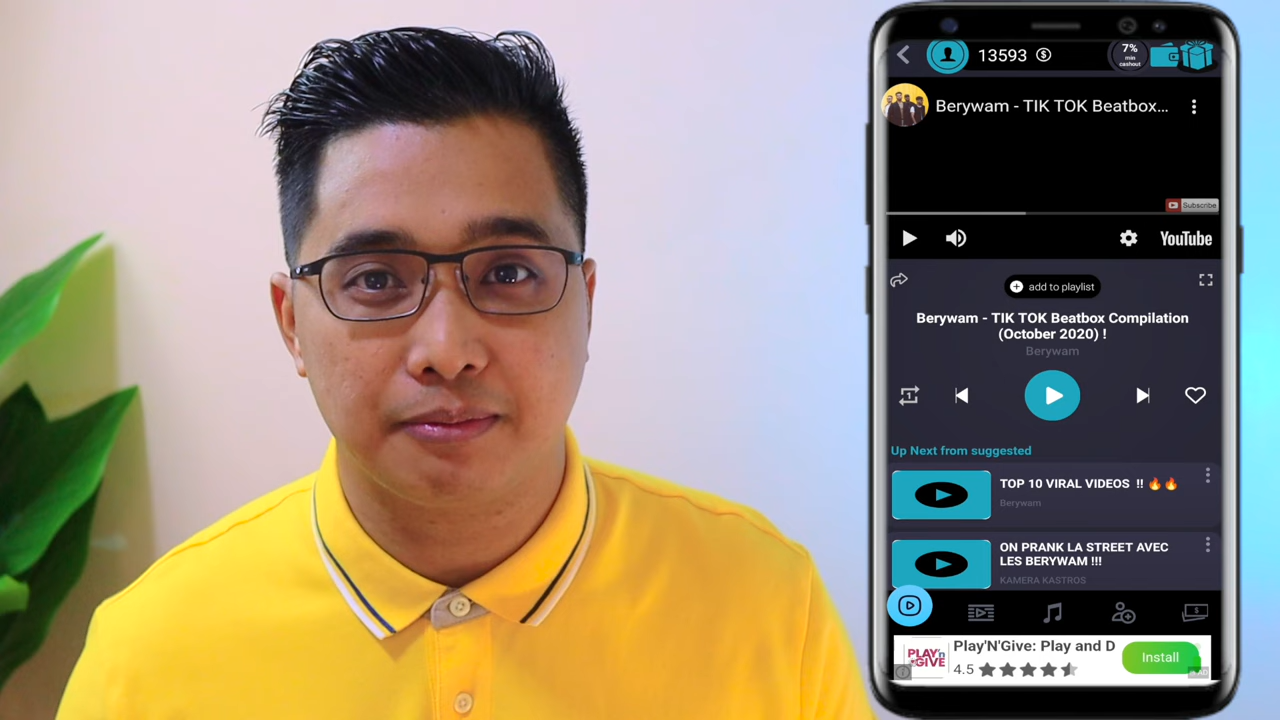 13593 $
7%
min
cashout
Berywam - TIK TOK Beatbox...
Subscribe
YouTube
add to playlist
Berywam - TIK TOK Beatbox Compilation
(October 2020) !
Berywam
1
Up Next from suggested
TOP 10 VIRAL VIDEOS !! 🔥🔥
Berywam
ON PRANK LA STREET AVEC
LES BERYWAM !!!
KAMERA KASTROS
$
PLAY'n
GIVE
Play'N'Give: Play and D
4.5
Install